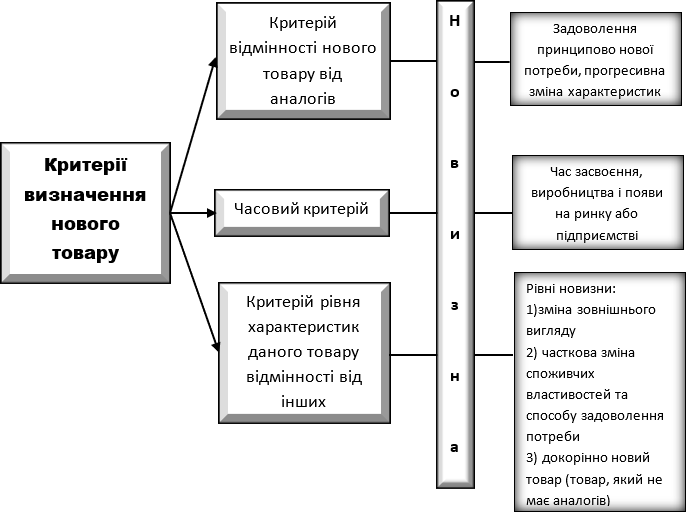 Критерії
визначення
нового
товару
Критерій
відмінності нового
товару від
аналогів
Часовий критерій
Критерій рівня
характеристик
даного товару
відмінності від
інших
Н
о
в
и
з
н
а
Задоволення
принципово нової
потреби, прогресивна
зміна характеристик
Час засвоєння,
виробництва і появи
на ринку або
підприємстві
Рівні новизни:
1)зміна зовнішнього
вигляду
2) часткова зміна
споживчих
властивостей та
способу задоволення
потреби
3) докорінно новий
товар (товар, який не
має аналогів)